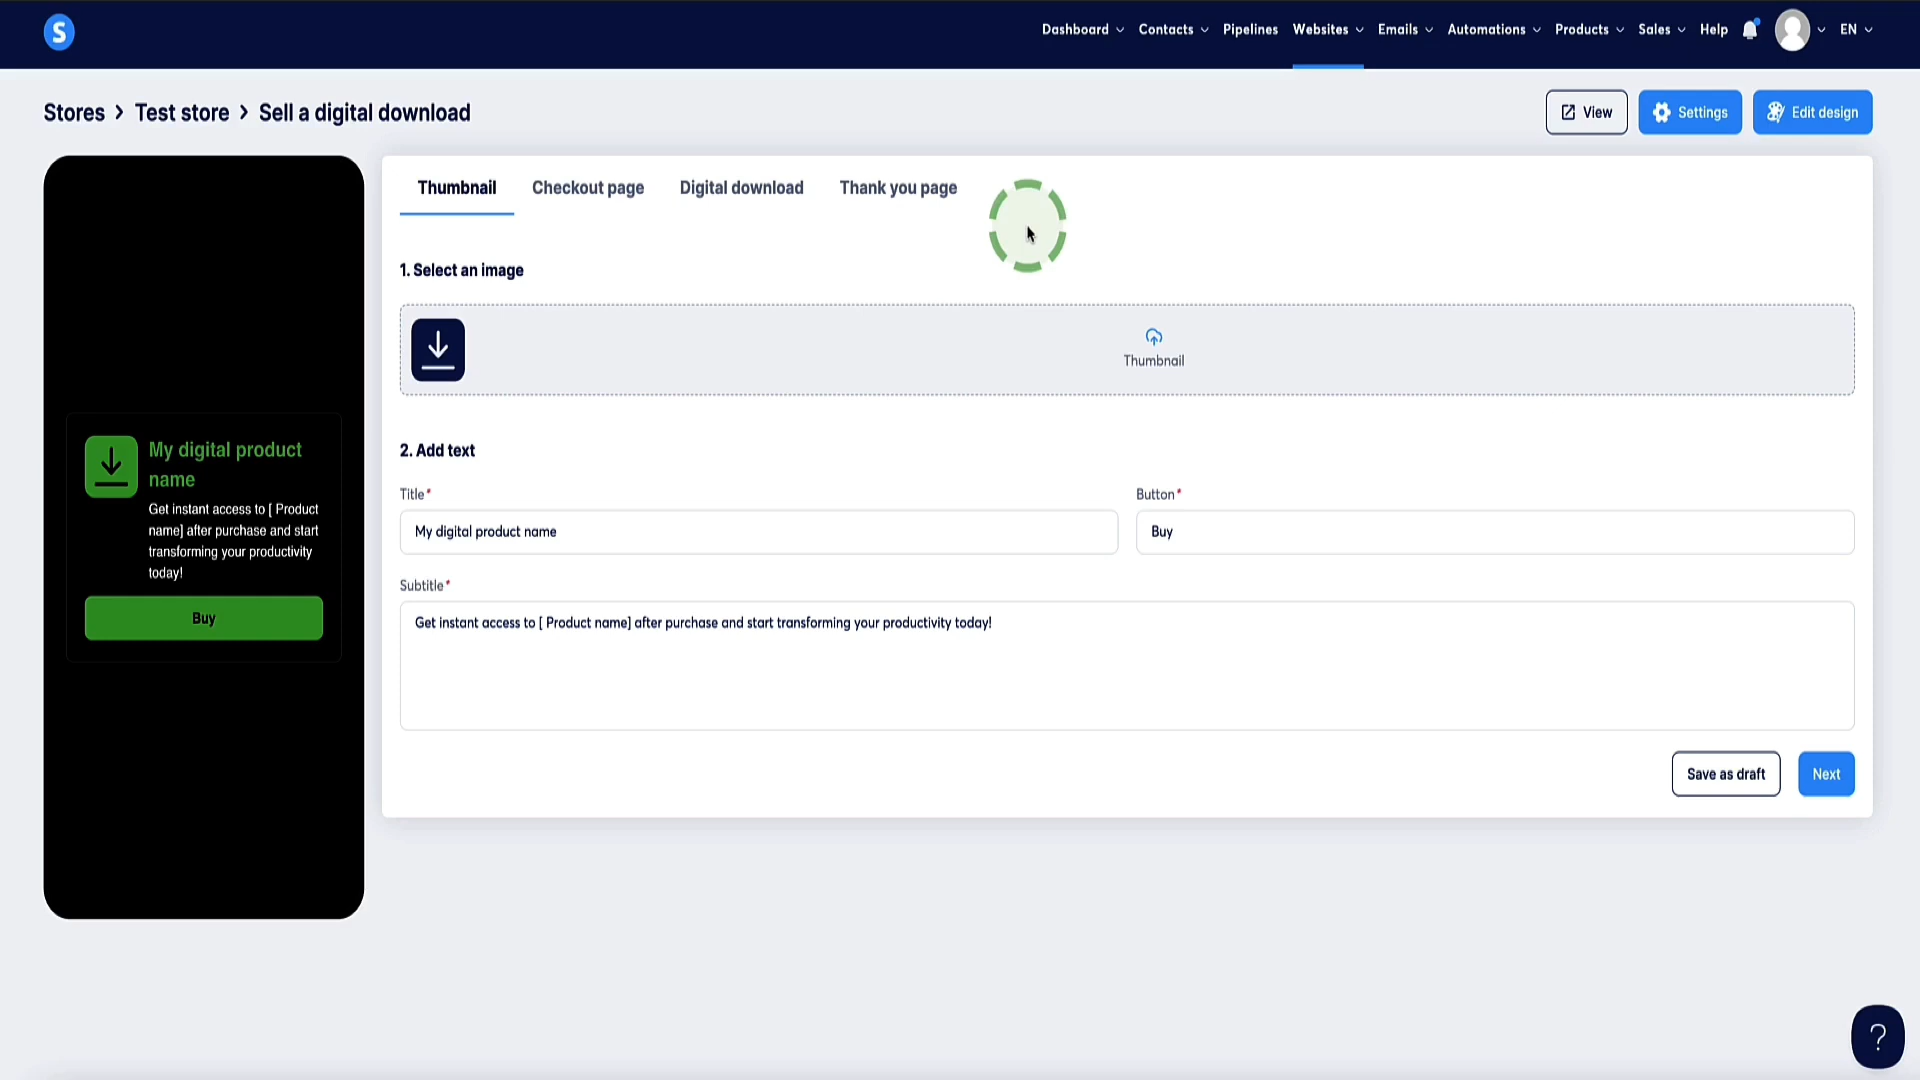 S
Dashboard Contacts Pipelines Websites Emails Automations Products Sales Help EN
Stores > Test store > Sell a digital download
View Settings Edit design
Thumbnail Checkout page Digital download Thank you page
1. Select an image
Thumbnail
2. Add text
Title* Button*
My digital product name Buy
Subtitle*
Get instant access to [ Product name] after purchase and start transforming your productivity today!
Save as draft Next
My digital product
name
Get instant access to [ Product
name] after purchase and start
transforming your productivity
today!
Buy
?